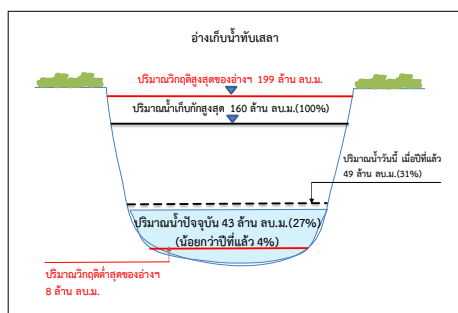 อ่างเก็บน้ำทับเสลา
ปริมาณวิกฤติสูงสุดของอ่างฯ 199 ล้าน ลบ.ม.
ปริมาณน้ำเก็บกักสูงสุด 160 ล้าน ลบ.ม.(100%)
ปริมาณน้ำวันนี้ เมื่อปีที่แล้ว
49 ล้าน ลบ.ม.(31%)
ปริมาณน้ำปัจจุบัน 43 ล้าน ลบ.ม.(27%)
(น้อยกว่าปีที่แล้ว 4%)
ปริมาณวิกฤติต่ำสุดของอ่างฯ
8 ล้าน ลบ.ม.